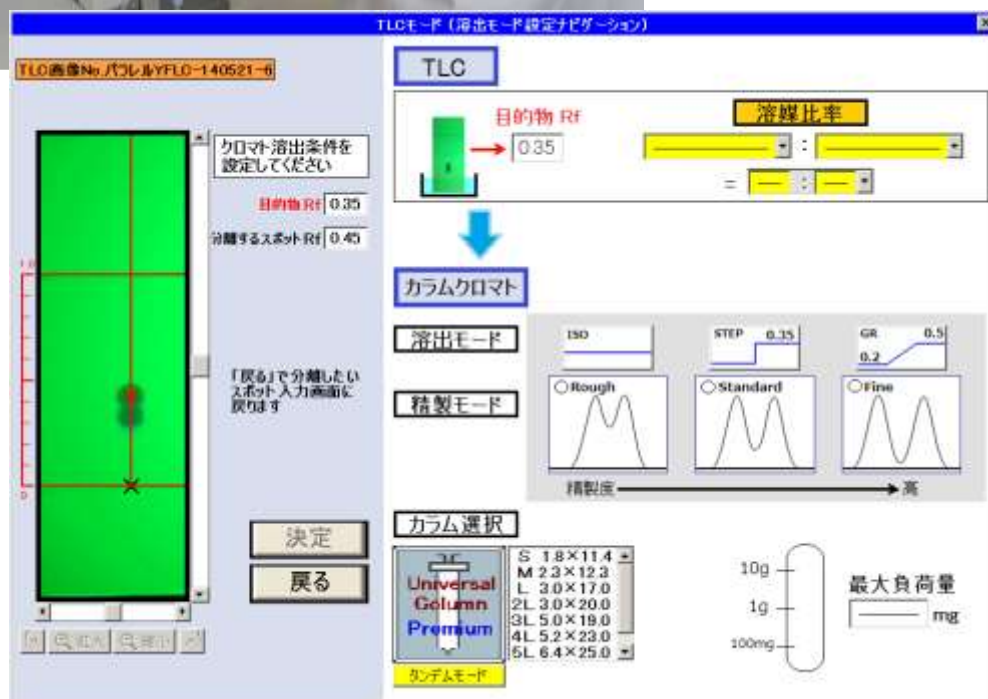 TLCモード（溶出モード設定ナビゲーション）
TLC画像No.パラレルYFLC-140521-6
クロマト溶出条件を
設定してください
目的物 Rf 0.35
分離するスポット Rf 0.45
1.0
0
「戻る」で分離したい
スポット入力画面に
戻ります
決定
戻る
拡大
縮小
TLC
目的物 Rf
0.35
溶媒比率
:
= :
カラムクロマト
溶出モード
ISO
STEP 0.35
GR 0.5
0.2
精製モード
Rough
Standard
Fine
精製度 高
カラム選択
Universal
Column
Premium
タンデムモード
S 1.8×11.4
M 2.3×12.3
L 3.0×17.0
2L 3.0×20.0
3L 5.0×19.0
4L 5.2×23.0
5L 6.4×25.0
10g
1g
100mg
最大負荷量
mg